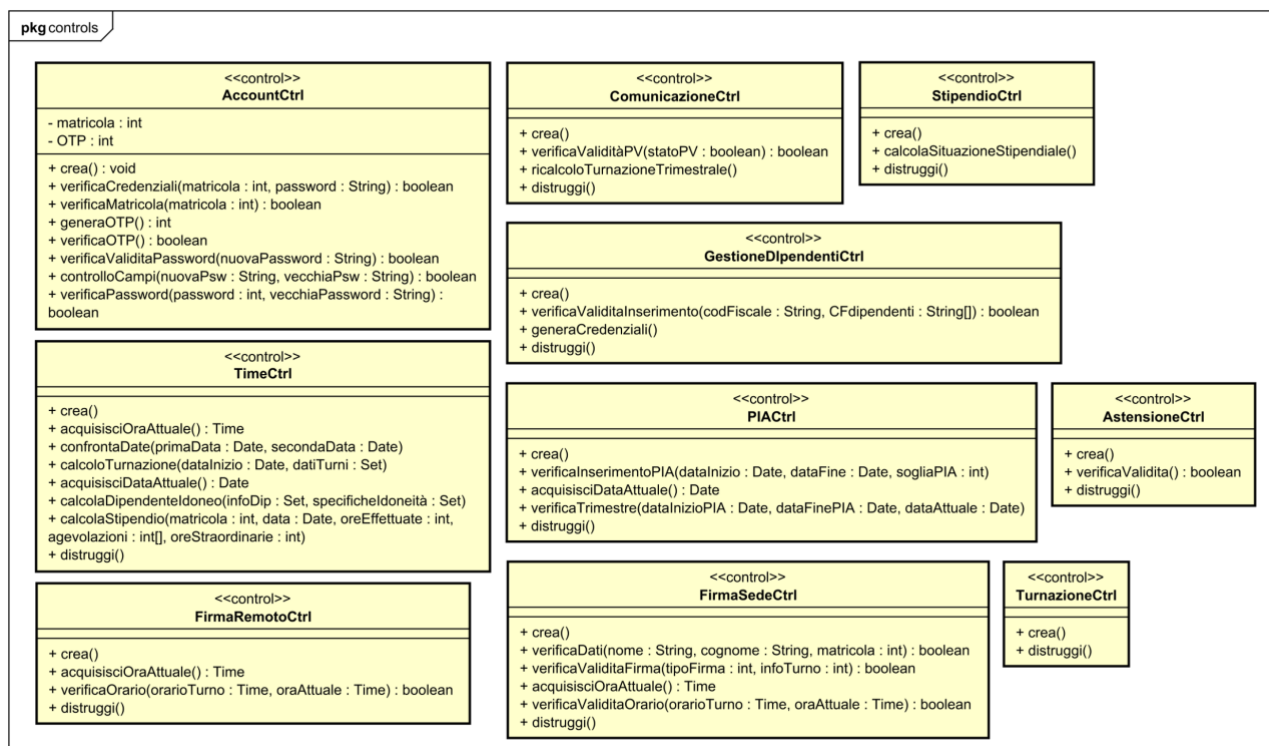 pkg controls
<<control>>
AccountCtrl
- matricola : int
- OTP : int
+ crea() : void
+ verificaCredenziali(matricola : int, password : String) : boolean
+ verificaMatricola(matricola : int) : boolean
+ generaOTP() : int
+ verificaOTP() : boolean
+ verificaValiditaPassword(nuovaPassword : String) : boolean
+ controlloCampi(nuovaPsw : String, vecchiaPsw : String) : boolean
+ verificaPassword(password : int, vecchiaPassword : String) :
boolean
<<control>>
ComunicazioneCtrl
+ crea()
+ verificaValiditàPV(statoPV : boolean) : boolean
+ ricalcoloTurnazioneTrimestrale()
+ distruggi()
<<control>>
StipendioCtrl
+ crea()
+ calcolaSituazioneStipendiale()
+ distruggi()
<<control>>
GestioneDIpendentiCtrl
+ crea()
+ verificaValiditaInserimento(codFiscale : String, CFdipendenti : String[]) : boolean
+ generaCredenziali()
+ distruggi()
<<control>>
TimeCtrl
+ crea()
+ acquisisciOraAttuale() : Time
+ confrontaDate(primaData : Date, secondaData : Date)
+ calcoloTurnazione(dataInizio : Date, datiTurni : Set)
+ acquisisciDataAttuale() : Date
+ calcolaDipendenteIdoneo(infoDip : Set, specificheIdoneità : Set)
+ calcolaStipendio(matricola : int, data : Date, oreEffettuate : int,
agevolazioni : int[], oreStraordinarie : int)
+ distruggi()
<<control>>
PIACtrl
+ crea()
+ verificaInserimentoPIA(dataInizio : Date, dataFine : Date, sogliaPIA : int)
+ acquisisciDataAttuale() : Date
+ verificaTrimestre(dataInizioPIA : Date, dataFinePIA : Date, dataAttuale : Date)
+ distruggi()
<<control>>
AstensioneCtrl
+ crea()
+ verificaValidita() : boolean
+ distruggi()
<<control>>
FirmaRemotoCtrl
+ crea()
+ acquisisciOraAttuale() : Time
+ verificaOrario(orarioTurno : Time, oraAttuale : Time) : boolean
+ distruggi()
<<control>>
FirmaSedeCtrl
+ crea()
+ verificaDati(nome : String, cognome : String, matricola : int) : boolean
+ verificaValiditaFirma(tipoFirma : int, infoTurno : int) : boolean
+ acquisisciOraAttuale() : Time
+ verificaValiditaOrario(orarioTurno : Time, oraAttuale : Time) : boolean
+ distruggi()
<<control>>
TurnazioneCtrl
+ crea()
+ distruggi()